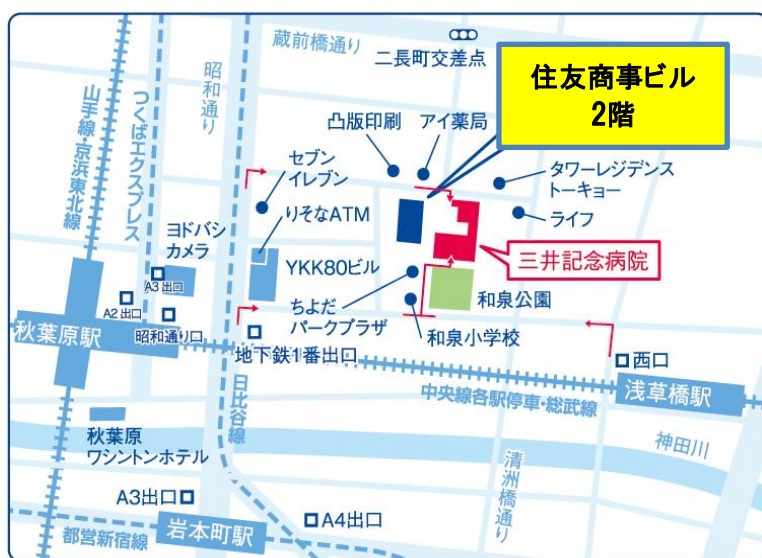 蔵前橋通り
二長町交差点
昭和通り
住友商事ビル
2階
山手線・京浜東北線
つくばエクスプレス
凸版印刷
アイ薬局
セブン
イレブン
タワーレジデンス
トーキョー
りそなATM
ライフ
ヨドバシ
カメラ
YKK80ビル
三井記念病院
A3出口
A2出口
ちよだ
パークプラザ
和泉公園
昭和通り口
和泉小学校
秋葉原駅
地下鉄1番出口
西口
日比谷線
中央線各駅停車・総武線
浅草橋駅
秋葉原
ワシントンホテル
神田川
清洲橋通り
A3出口
A4出口
岩本町駅
都営新宿線